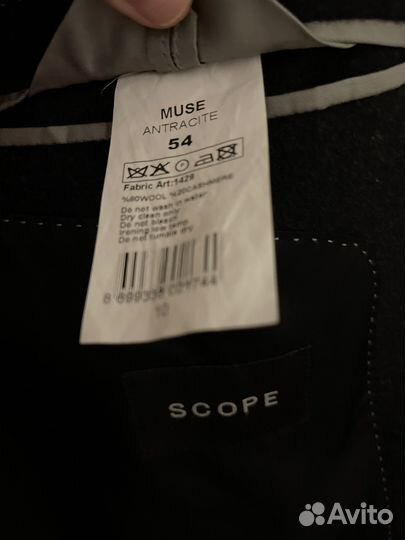 MUSE
ANTRACITE
54
Fabric Art:1429
%80WOOL %20CASHMERE
Do not wash in water
Dry clean only
Do not bleach
Ironing low temp
Do not tumble dry
10
SCOPE
Avito